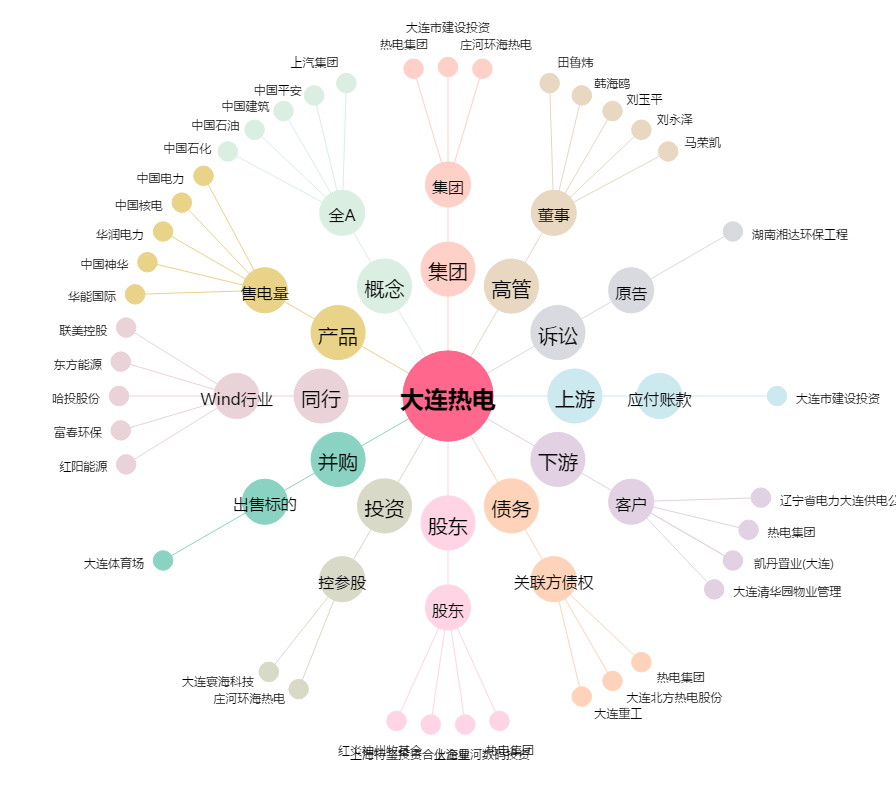 大连市建设投资
热电集团
庄河环海热电
集团
集团
田鲁炜
韩海鸥
刘玉平
刘永泽
马荣凯
董事
高管
湖南湘达环保工程
原告
诉讼
大连市建设投资
应付账款
上游
辽宁省电力大连供电公
热电集团
凯丹置业(大连)
大连清华园物业管理
客户
下游
热电集团
大连北方热电股份
大连重工
关联方债权
债务
热电集团
股东
股东
大连寰海科技
庄河环海热电
控参股
投资
大连体育场
出售标的
并购
联美控股
东方能源
哈投股份
富春环保
红阳能源
Wind行业
同行
中国电力
中国核电
华润电力
中国神华
华能国际
售电量
产品
上汽集团
中国平安
中国建筑
中国石油
中国石化
全A
概念
大连热电